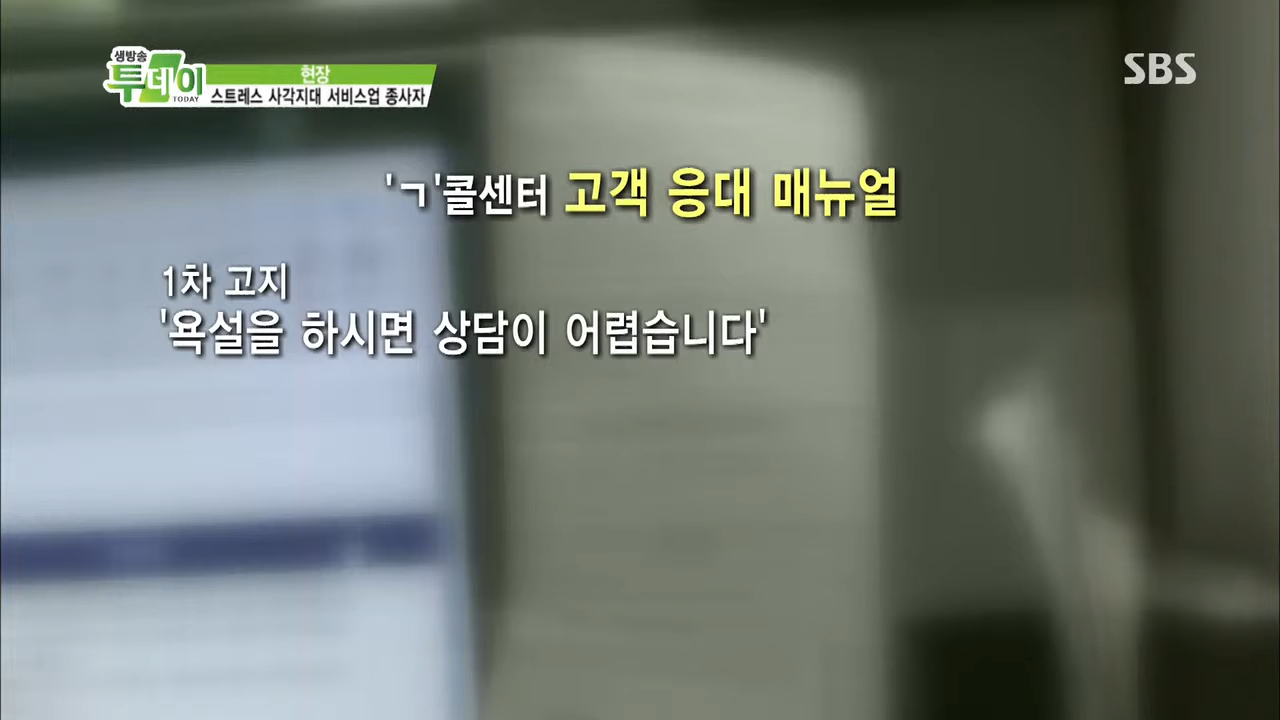 생방송
투데이
TODAY
현장
스트레스 사각지대 서비스업 종사자
SBS
'ㄱ'콜센터 고객 응대 매뉴얼
1차 고지
'욕설을 하시면 상담이 어렵습니다'